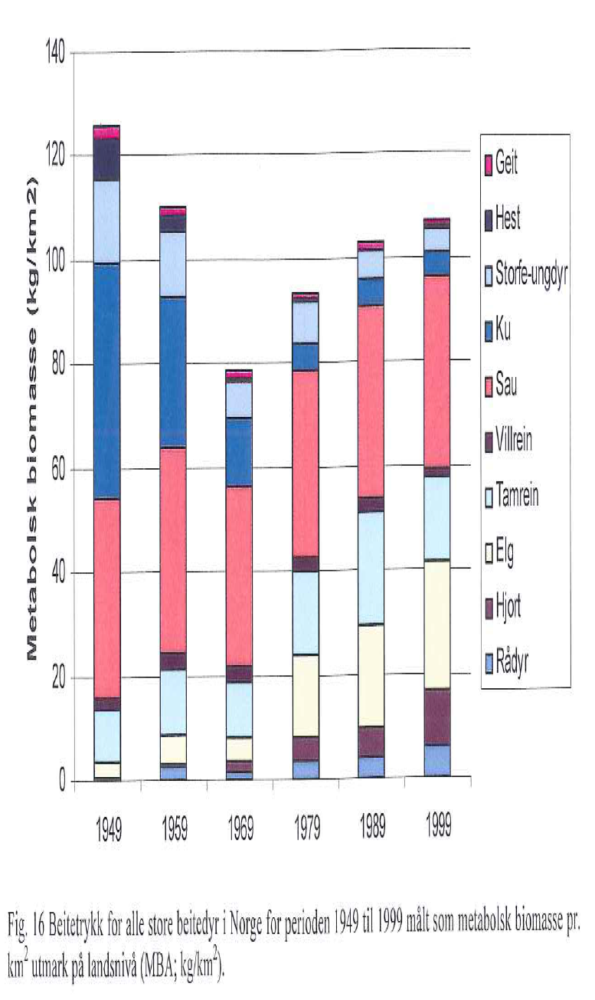 140
120
100
80
60
40
20
0
Metabolsk biomasse (kg/km2)
1949
1959
1969
1979
1989
1999
Geit
Hest
Storfe-ungdyr
Ku
Sau
Villrein
Tamrein
Elg
Hjort
Rådyr
Fig. 16 Beitetrykk for alle store beitedyr i Norge for perioden 1949 til 1999 målt som metabolsk biomasse pr.
km² utmark på landsnivå (MBA; kg/km²).